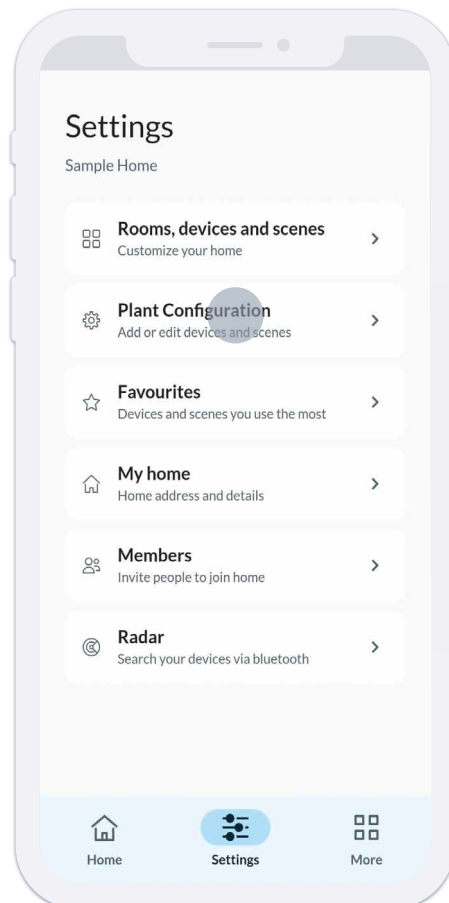 Settings
Sample Home
Rooms, devices and scenes
Customize your home
Plant Configuration
Add or edit devices and scenes
Favourites
Devices and scenes you use the most
My home
Home address and details
Members
Invite people to join home
Radar
Search your devices via bluetooth
Home
Settings
More